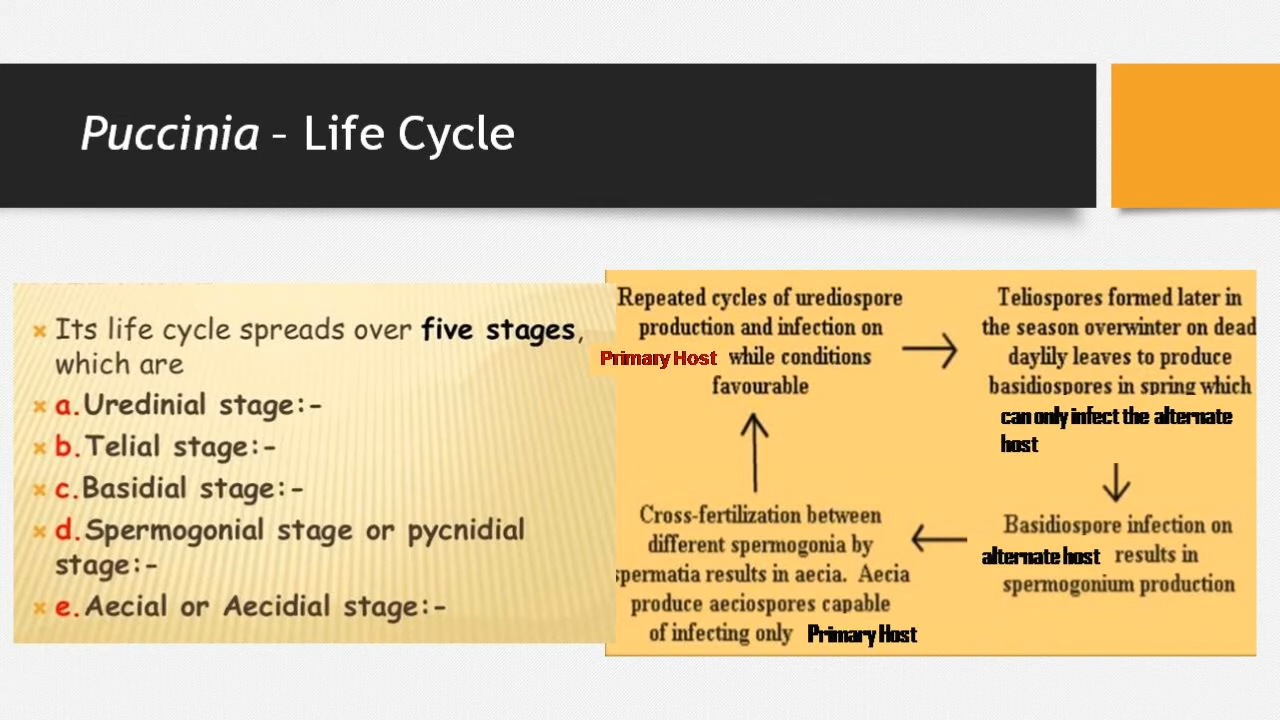 Puccinia – Life Cycle
× Its life cycle spreads over five stages,
which are
× a.Uredinial stage:-
× b.Telial stage:-
× c.Basidial stage:-
× d.Spermogonial stage or pycnidial
stage:-
× e.Aecial or Aecidial stage:-
Repeated cycles of urediospore
production and infection on
Primary Host while conditions
favourable
Teliospores formed later in
the season overwinter on dead
daylily leaves to produce
basidiospores in spring which
can only infect the alternate
host
Basidiospore infection on
alternate host results in
spermogonium production
Cross-fertilization between
different spermogonia by
spermatia results in aecia. Aecia
produce aeciospores capable
of infecting only Primary Host